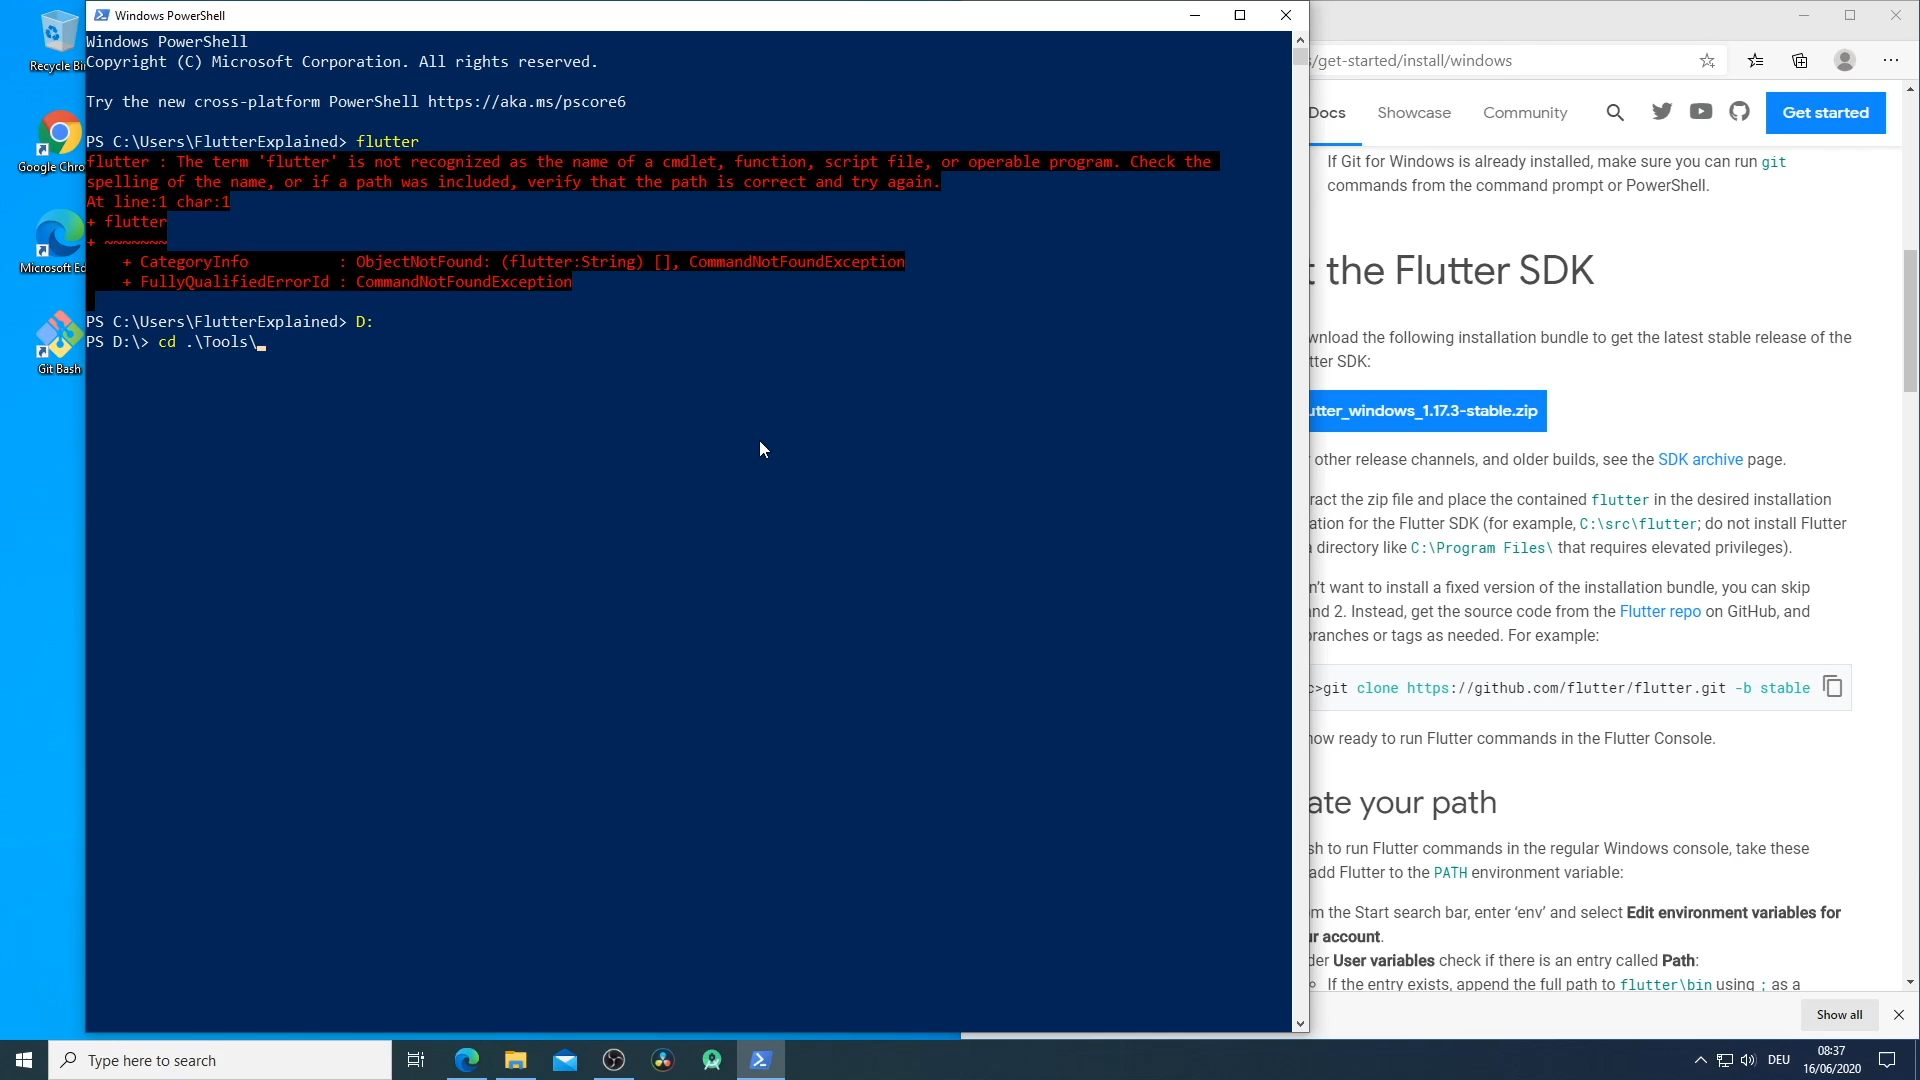 Windows PowerShell
Windows PowerShell
Copyright (C) Microsoft Corporation. All rights reserved.
Try the new cross-platform PowerShell https://aka.ms/pscore6
PS C:\Users\FlutterExplained> flutter
flutter : The term 'flutter' is not recognized as the name of a cmdlet, function, script file, or operable program. Check the
spelling of the name, or if a path was included, verify that the path is correct and try again.
At line:1 char:1
+ flutter
+ ~~~~~~~
+ CategoryInfo : ObjectNotFound: (flutter:String) [], CommandNotFoundException
+ FullyQualifiedErrorId : CommandNotFoundException
PS C:\Users\FlutterExplained> D:
PS D:\> cd .\Tools\_
Recycle Bi
Google Chro
Microsoft Ed
Git Bash
/get-started/install/windows
Docs
Showcase
Community
Get started
If Git for Windows is already installed, make sure you can run git
commands from the command prompt or PowerShell.
t the Flutter SDK
wnload the following installation bundle to get the latest stable release of the
tter SDK:
utter_windows_1.17.3-stable.zip
other release channels, and older builds, see the SDK archive page.
ract the zip file and place the contained flutter in the desired installation
ation for the Flutter SDK (for example, C:\src\flutter; do not install Flutter
a directory like C:\Program Files\ that requires elevated privileges).
n't want to install a fixed version of the installation bundle, you can skip
and 2. Instead, get the source code from the Flutter repo on GitHub, and
branches or tags as needed. For example:
c>git clone https://github.com/flutter/flutter.git -b stable
now ready to run Flutter commands in the Flutter Console.
ate your path
sh to run Flutter commands in the regular Windows console, take these
add Flutter to the PATH environment variable:
m the Start search bar, enter ‘env’ and select Edit environment variables for
ur account.
der User variables check if there is an entry called Path:
If the entry exists, append the full path to flutter\bin using ; as a
Show all
Type here to search
DEU
08:37
16/06/2020